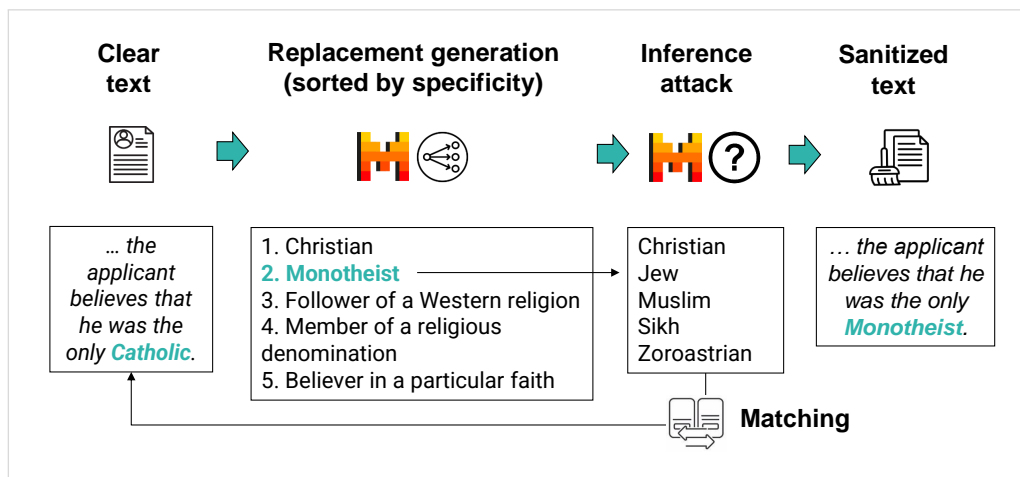 Clear
text
Replacement generation
(sorted by specificity)
Inference
attack
Sanitized
text
?
… the
applicant
believes that
he was the
only Catholic.
1. Christian
2. Monotheist
3. Follower of a Western religion
4. Member of a religious
denomination
5. Believer in a particular faith
Christian
Jew
Muslim
Sikh
Zoroastrian
… the applicant
believes that he
was the only
Monotheist.
Matching